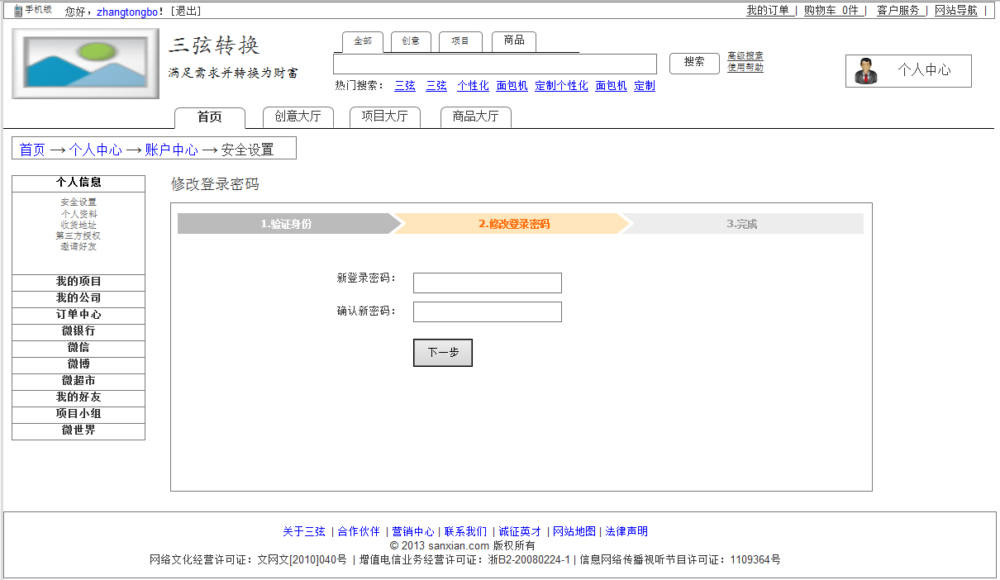 手机版 您好，zhangtongbo！ [退出] 我的订单 | 购物车 0件 | 客户服务 | 网站导航 |
三弦转换
满足需求并转换为财富
全部 创意 项目 商品
搜索
高级搜索
使用帮助
个人中心
热门搜索： 三弦 三弦 个性化 面包机 定制个性化 面包机 定制
首页 创意大厅 项目大厅 商品大厅
首页 → 个人中心 → 账户中心 → 安全设置
个人信息
安全设置
个人资料
收货地址
第三方授权
邀请好友
我的项目
我的公司
订单中心
微银行
微信
微博
微超市
我的好友
项目小组
微世界
修改登录密码
1.验证身份 2.修改登录密码 3.完成
新登录密码：
确认新密码：
下一步
关于三弦 | 合作伙伴 | 营销中心 | 联系我们 | 诚征英才 | 网站地图 | 法律声明
© 2013 sanxian.com 版权所有
网络文化经营许可证：文网文[2010]040号 | 增值电信业务经营许可证：浙B2-20080224-1 | 信息网络传播视听节目许可证：1109364号